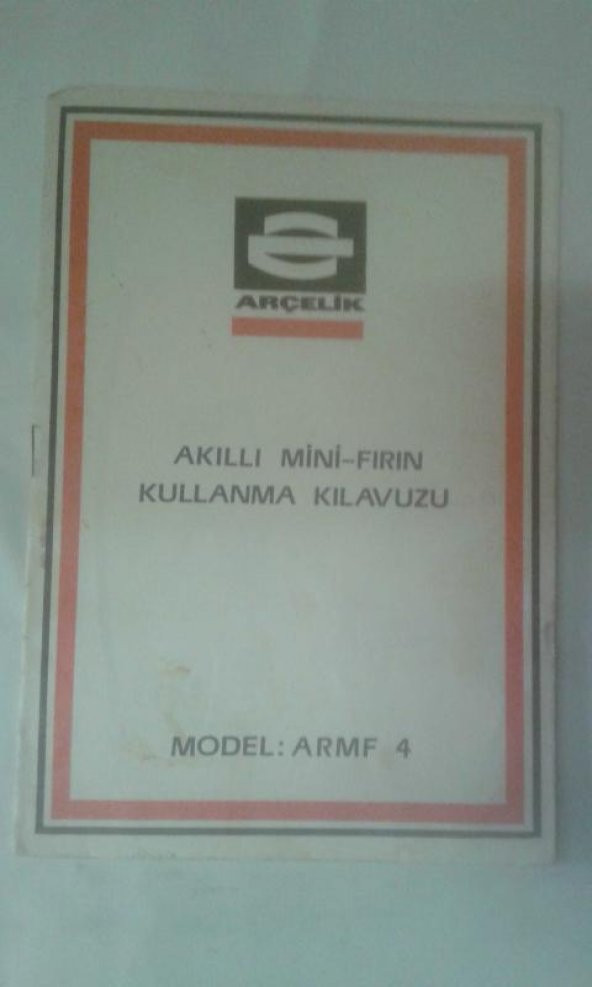 ARÇELİK
AKILLI MİNİ-FIRIN
KULLANMA KILAVUZU
MODEL: ARMF 4